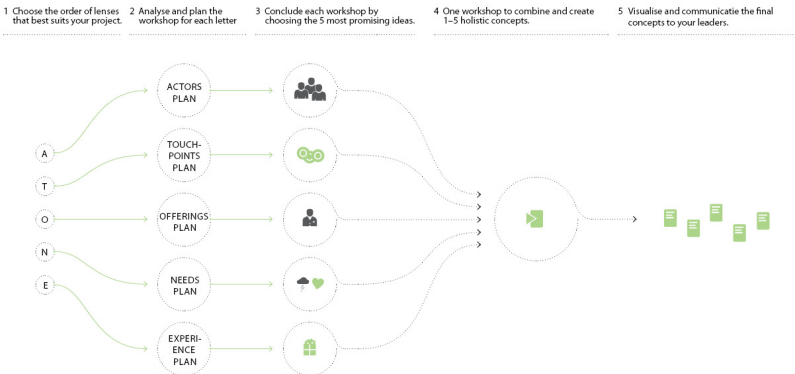 1 Choose the order of lenses
that best suits your project.
2 Analyse and plan the
workshop for each letter
3 Conclude each workshop by
choosing the 5 most promising ideas.
4 One workshop to combine and create
1–5 holistic concepts.
5 Visualise and communicatie the final
concepts to your leaders.
A
T
O
N
E
ACTORS
PLAN
TOUCH-
POINTS
PLAN
OFFERINGS
PLAN
NEEDS
PLAN
EXPERI-
ENCE
PLAN